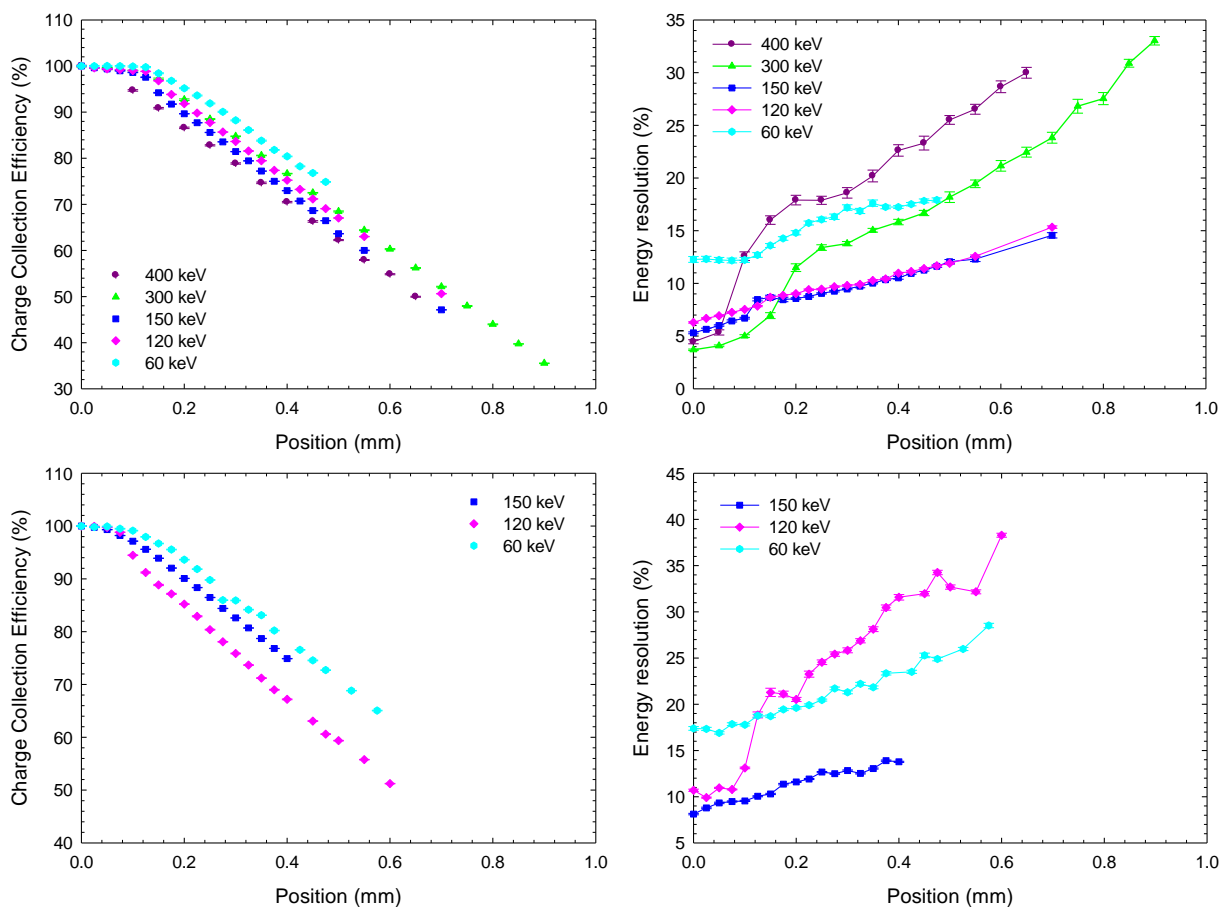 110
100
90
80
70
60
50
40
30
Charge Collection Efficiency (%)
400 keV
300 keV
150 keV
120 keV
60 keV
0.0 0.2 0.4 0.6 0.8 1.0
Position (mm)
35
30
25
20
15
10
5
0
Energy resolution (%)
400 keV
300 keV
150 keV
120 keV
60 keV
0.0 0.2 0.4 0.6 0.8 1.0
Position (mm)
110
100
90
80
70
60
50
40
Charge Collection Efficiency (%)
150 keV
120 keV
60 keV
0.0 0.2 0.4 0.6 0.8 1.0
Position (mm)
45
40
35
30
25
20
15
10
5
Energy resolution (%)
150 keV
120 keV
60 keV
0.0 0.2 0.4 0.6 0.8 1.0
Position (mm)